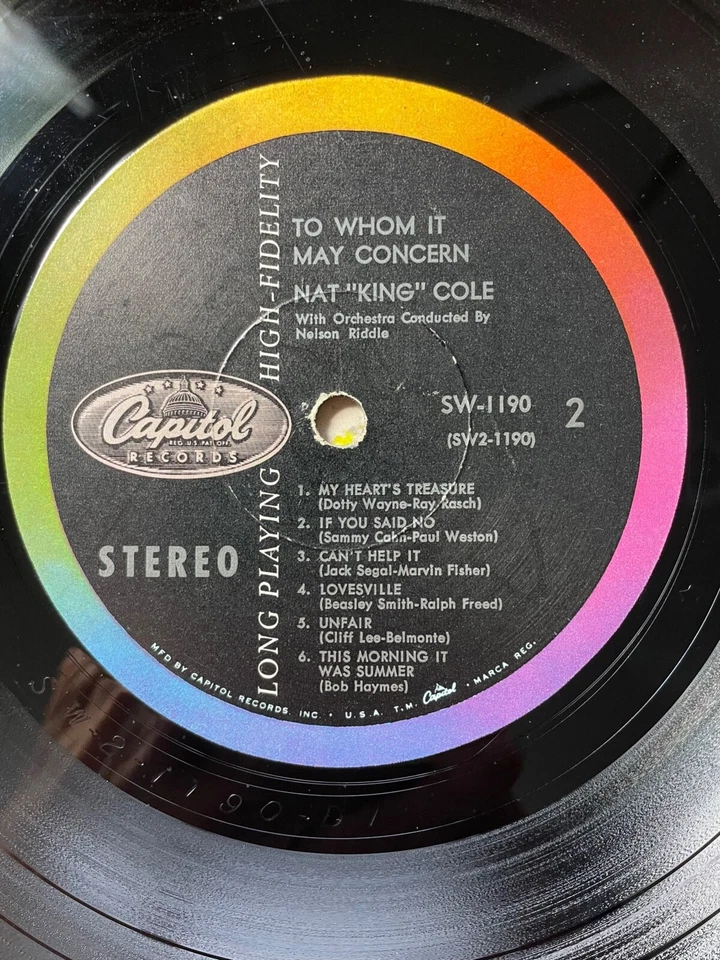 TO WHOM IT
MAY CONCERN
NAT "KING" COLE
With Orchestra Conducted By
Nelson Riddle
LONG PLAYING HIGH-FIDELITY
Capitol
REG. U.S. PAT. OFF.
RECORDS
SW-1190
2
(SW2-1190)
STEREO
1. MY HEART'S TREASURE
(Dotty Wayne-Ray Rasch)
2. IF YOU SAID NO
(Sammy Cahn-Paul Weston)
3. CAN'T HELP IT
(Jack Segal-Marvin Fisher)
4. LOVESVILLE
(Beasley Smith-Ralph Freed)
5. UNFAIR
(Cliff Lee-Belmonte)
6. THIS MORNING IT
WAS SUMMER
(Bob Haymes)
MFD BY CAPITOL RECORDS, INC. • U.S.A. T.M. Capitol • MARCA REG.
SW-2-1190-D1